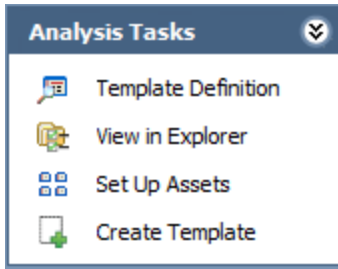 Analysis Tasks
Template Definition
View in Explorer
Set Up Assets
Create Template